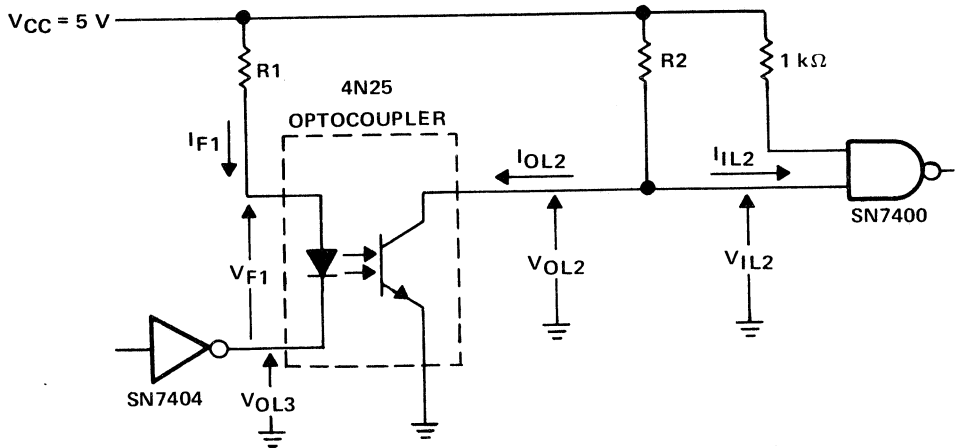 VCC = 5 V
R1
R2
1 kΩ
4N25
OPTOCOUPLER
IF1
IOL2
IIL2
SN7400
VF1
VOL2
VIL2
SN7404
VOL3